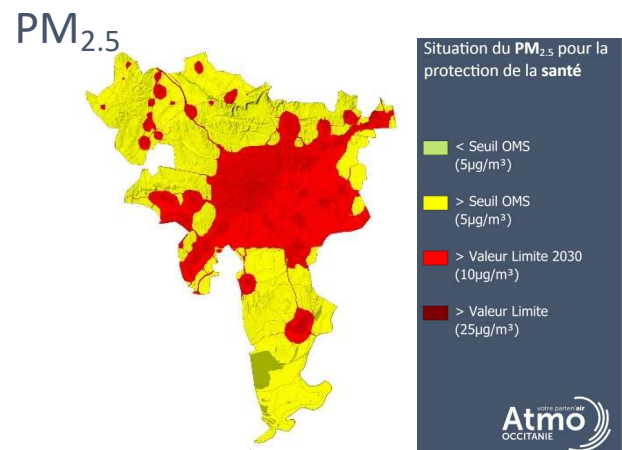 PM2.5
Situation du PM2.5 pour la
protection de la santé
< Seuil OMS
(5µg/m³)
> Seuil OMS
(5µg/m³)
> Valeur Limite 2030
(10µg/m³)
> Valeur Limite
(25µg/m³)
votre parten'air
Atmo
OCCITANIE